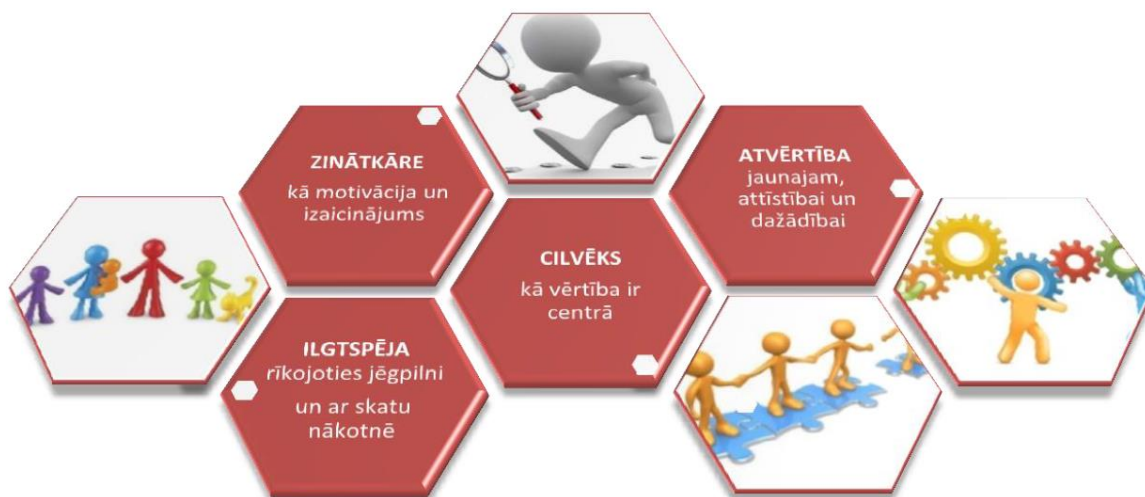 ZINĀTKĀRE
kā motivācija un
izaicinājums
ATVĒRTĪBA
jaunajam,
attīstībai un
dažādībai
CILVĒKS
kā vērtība ir
centrā
ILGTSPĒJA
rīkojoties jēgpilni
un ar skatu
nākotnē